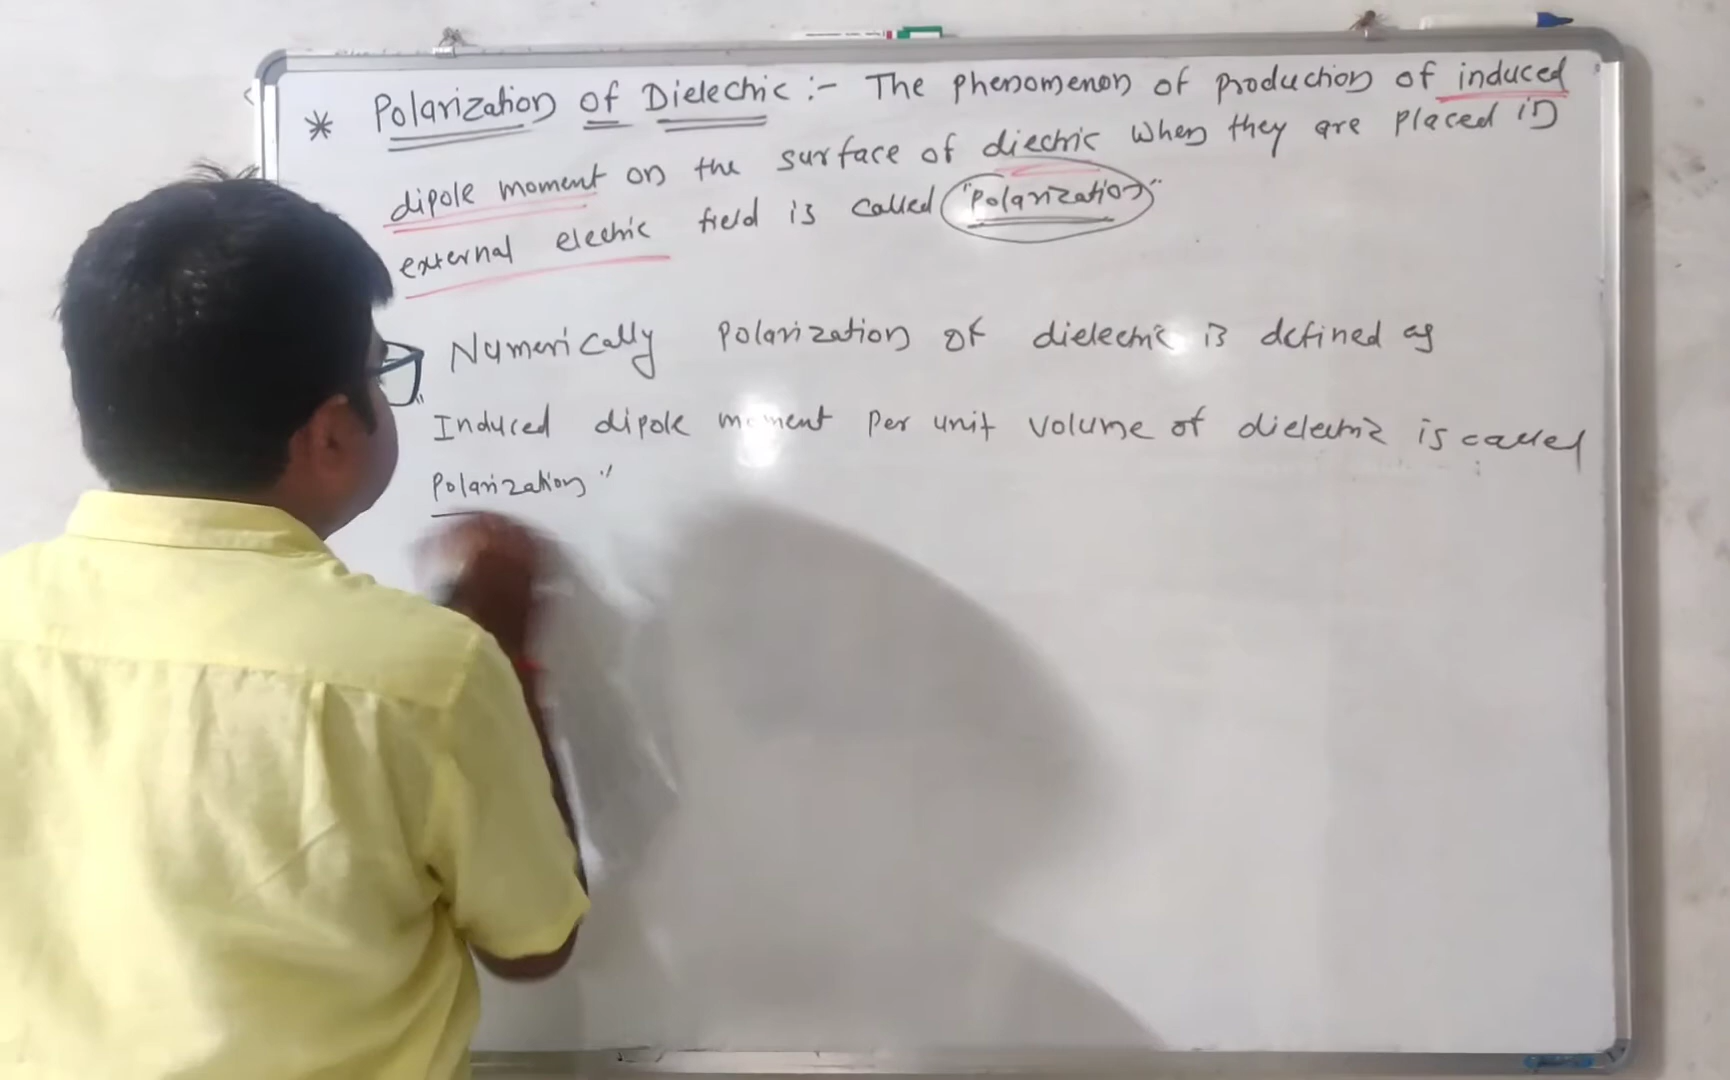 * Polarization of Dielectric :- The phenomenon of production of induced
dipole moment on the surface of diectric when they are placed in
external electric field is called "Polarization"
Numerically polarization of dielectric is defined as
"Induced dipole moment per unit volume of dielectric is called
Polarization"